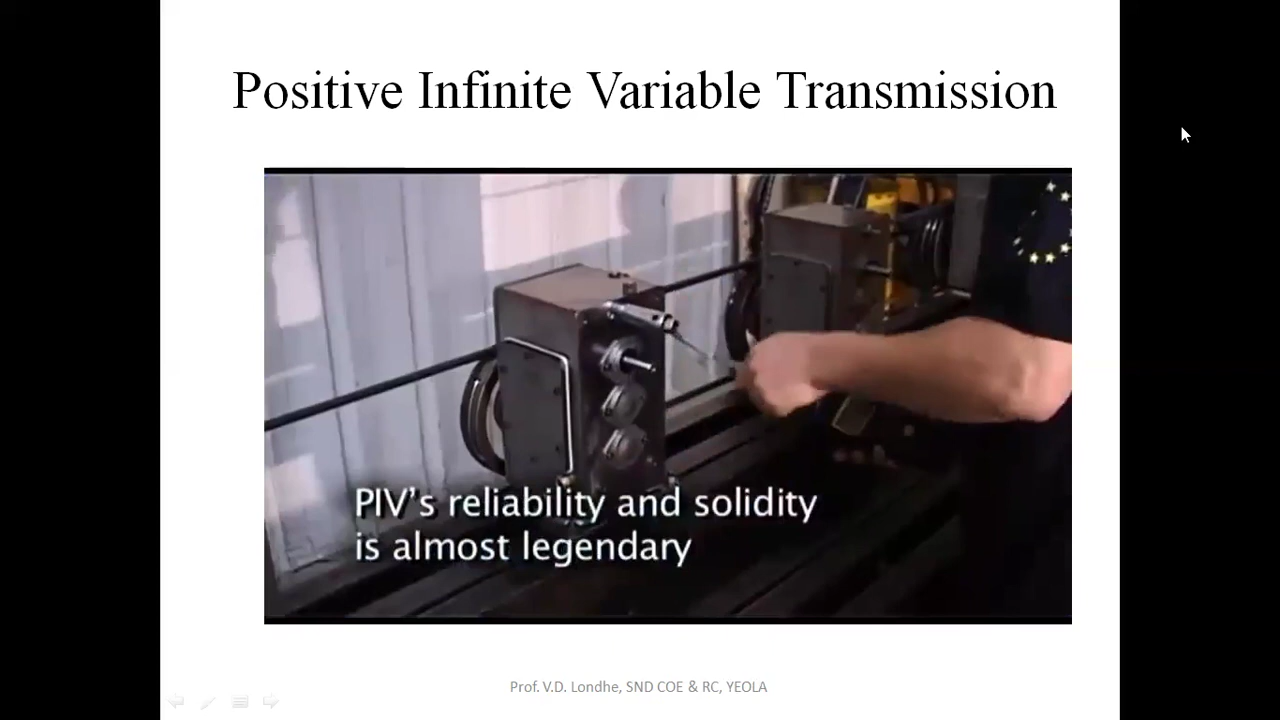 Positive Infinite Variable Transmission
PIV's reliability and solidity
is almost legendary
Prof. V.D. Londhe, SND COE & RC, YEOLA